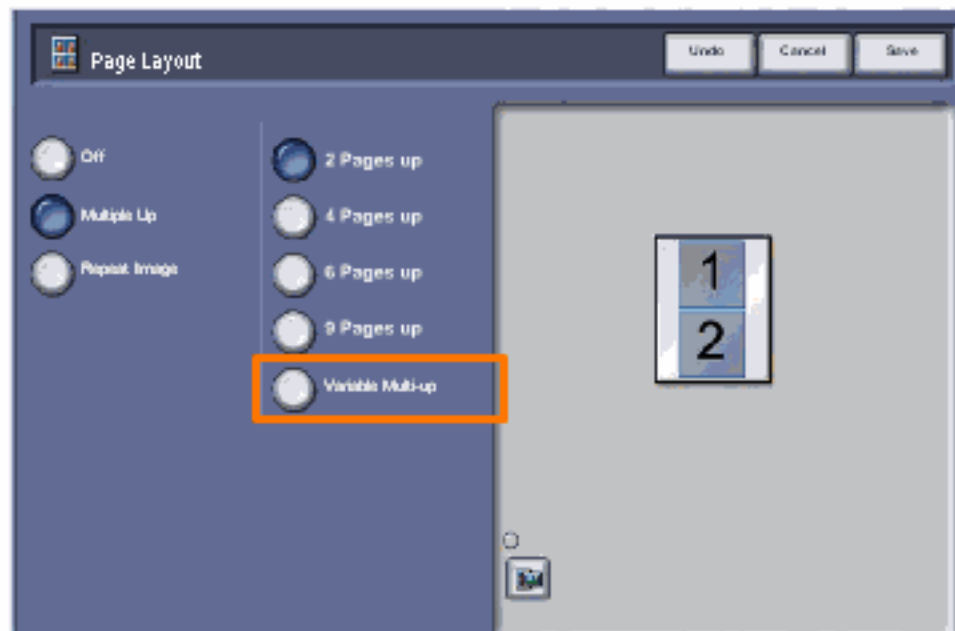 Page Layout
Undo
Cancel
Save
Off
Multiple Up
Repeat Image
2 Pages up
4 Pages up
6 Pages up
9 Pages up
Variable Multi-up
1
2